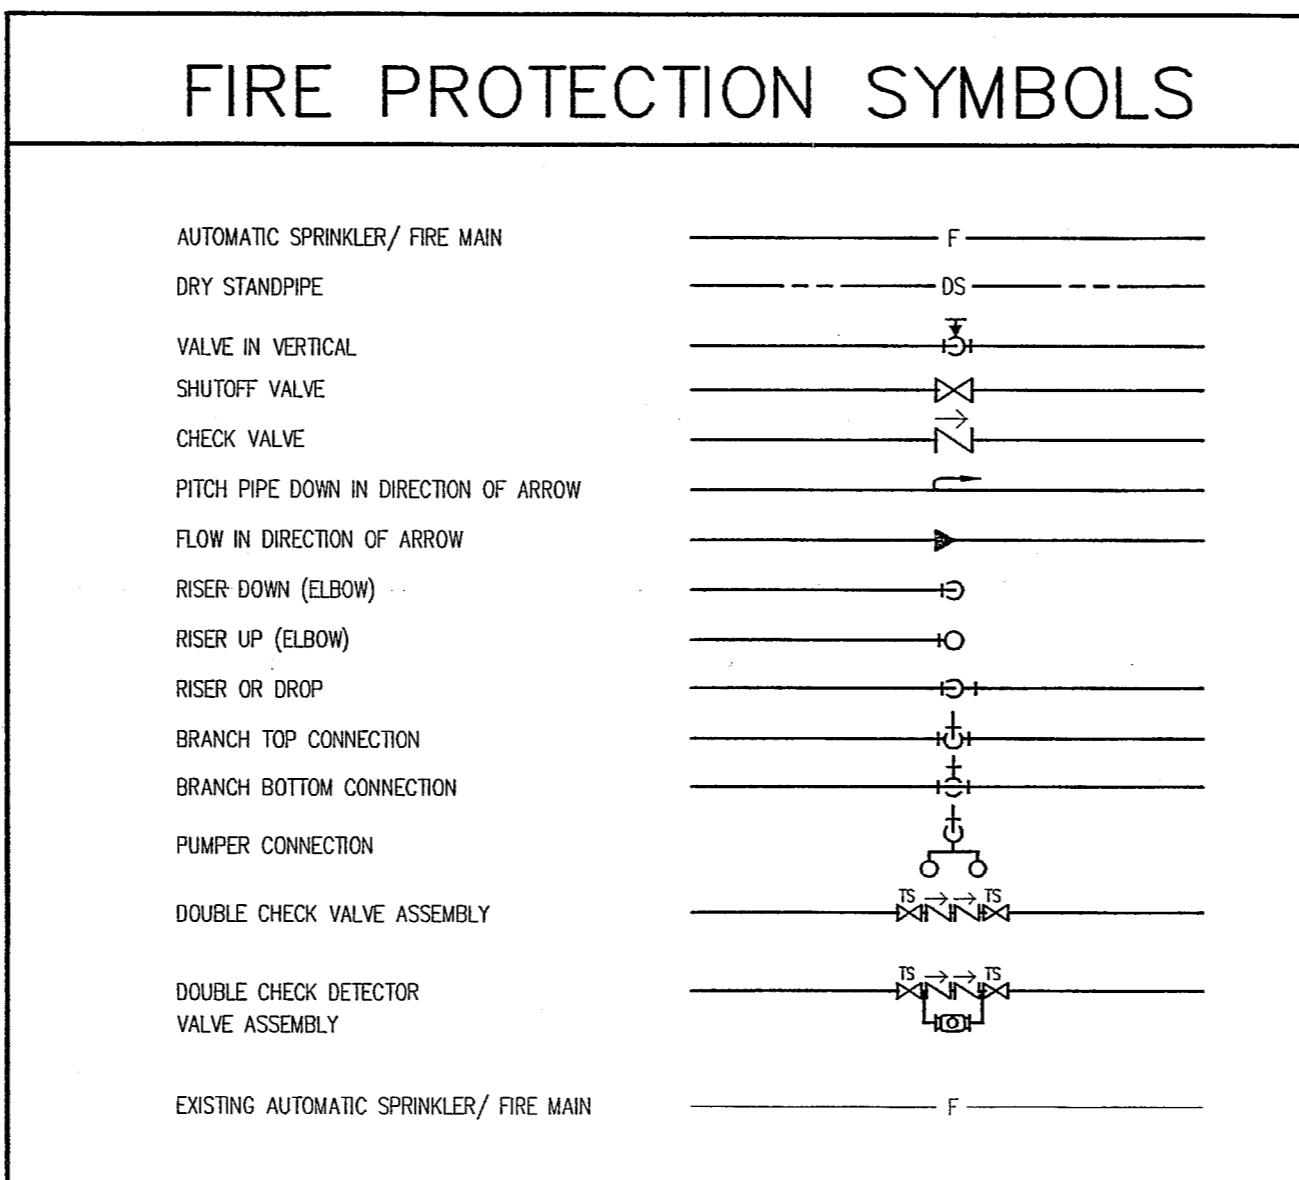 FIRE PROTECTION SYMBOLS
AUTOMATIC SPRINKLER/ FIRE MAIN F
DRY STANDPIPE DS
VALVE IN VERTICAL
SHUTOFF VALVE
CHECK VALVE
PITCH PIPE DOWN IN DIRECTION OF ARROW
FLOW IN DIRECTION OF ARROW
RISER DOWN (ELBOW)
RISER UP (ELBOW)
RISER OR DROP
BRANCH TOP CONNECTION
BRANCH BOTTOM CONNECTION
PUMPER CONNECTION
DOUBLE CHECK VALVE ASSEMBLY TS TS
DOUBLE CHECK DETECTOR TS TS
VALVE ASSEMBLY
EXISTING AUTOMATIC SPRINKLER/ FIRE MAIN F